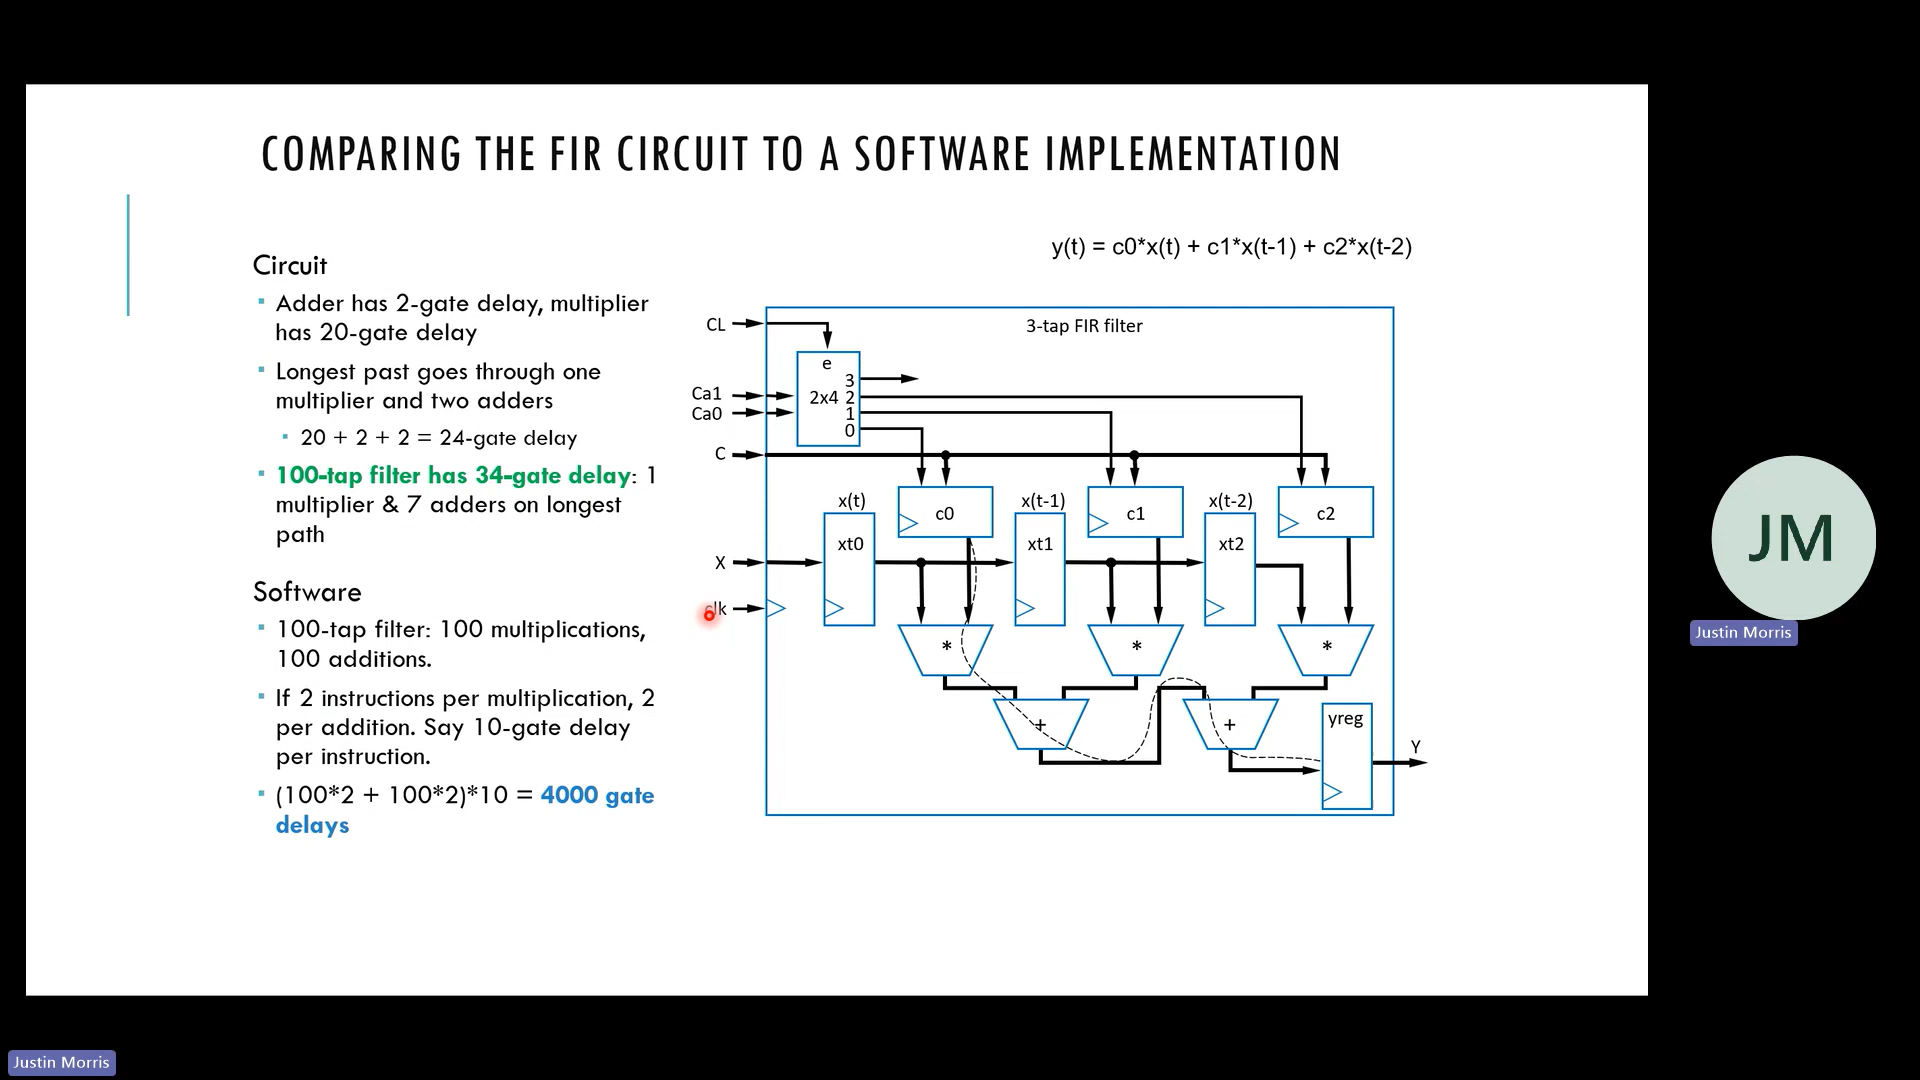 COMPARING THE FIR CIRCUIT TO A SOFTWARE IMPLEMENTATION
y(t) = c0*x(t) + c1*x(t-1) + c2*x(t-2)
Circuit
Adder has 2-gate delay, multiplier
has 20-gate delay
Longest past goes through one
multiplier and two adders
20 + 2 + 2 = 24-gate delay
100-tap filter has 34-gate delay: 1
multiplier & 7 adders on longest
path
Software
100-tap filter: 100 multiplications,
100 additions.
If 2 instructions per multiplication, 2
per addition. Say 10-gate delay
per instruction.
(100*2 + 100*2)*10 = 4000 gate
delays
3-tap FIR filter
CL
e
3
Ca1
2x4 2
Ca0
1
0
C
x(t)
c0
x(t-1)
c1
x(t-2)
c2
xt0
xt1
xt2
X
clk
*
*
*
+
+
yreg
Y
JM
Justin Morris
Justin Morris